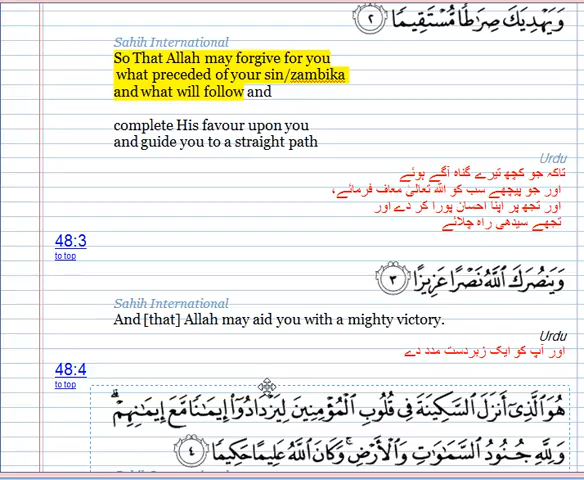 وَيَهْدِيَكَ صِرَٰطًا مُّسْتَقِيمًا ٢
Sahih International
So That Allah may forgive for you
what preceded of your sin/zambika
and what will follow and
complete His favour upon you
and guide you to a straight path
Urdu
تاکہ جو کچھ تیرے گناہ آگے ہوئے
اور جو پیچھے سب کو اللہ تعالیٰ معاف فرمائے،
اور تجھ پر اپنا احسان پورا کر دے اور
تجھے سیدھی راہ چلائے
48:3
to top
وَيَنصُرَكَ ٱللَّهُ نَصْرًا عَزِيزًا ٣
Sahih International
And [that] Allah may aid you with a mighty victory.
Urdu
اور آپ کو ایک زبردست مدد دے
48:4
to top
هُوَ ٱلَّذِىٓ أَنزَلَ ٱلسَّكِينَةَ فِى قُلُوبِ ٱلْمُؤْمِنِينَ لِيَزْدَادُوٓا۟ إِيمَٰنًا مَّعَ إِيمَٰنِهِمْ ۗ
وَلِلَّهِ جُنُودُ ٱلسَّمَٰوَٰتِ وَٱلْأَرْضِ ۚ وَكَانَ ٱللَّهُ عَلِيمًا حَكِيمًا ٤
Sahih International